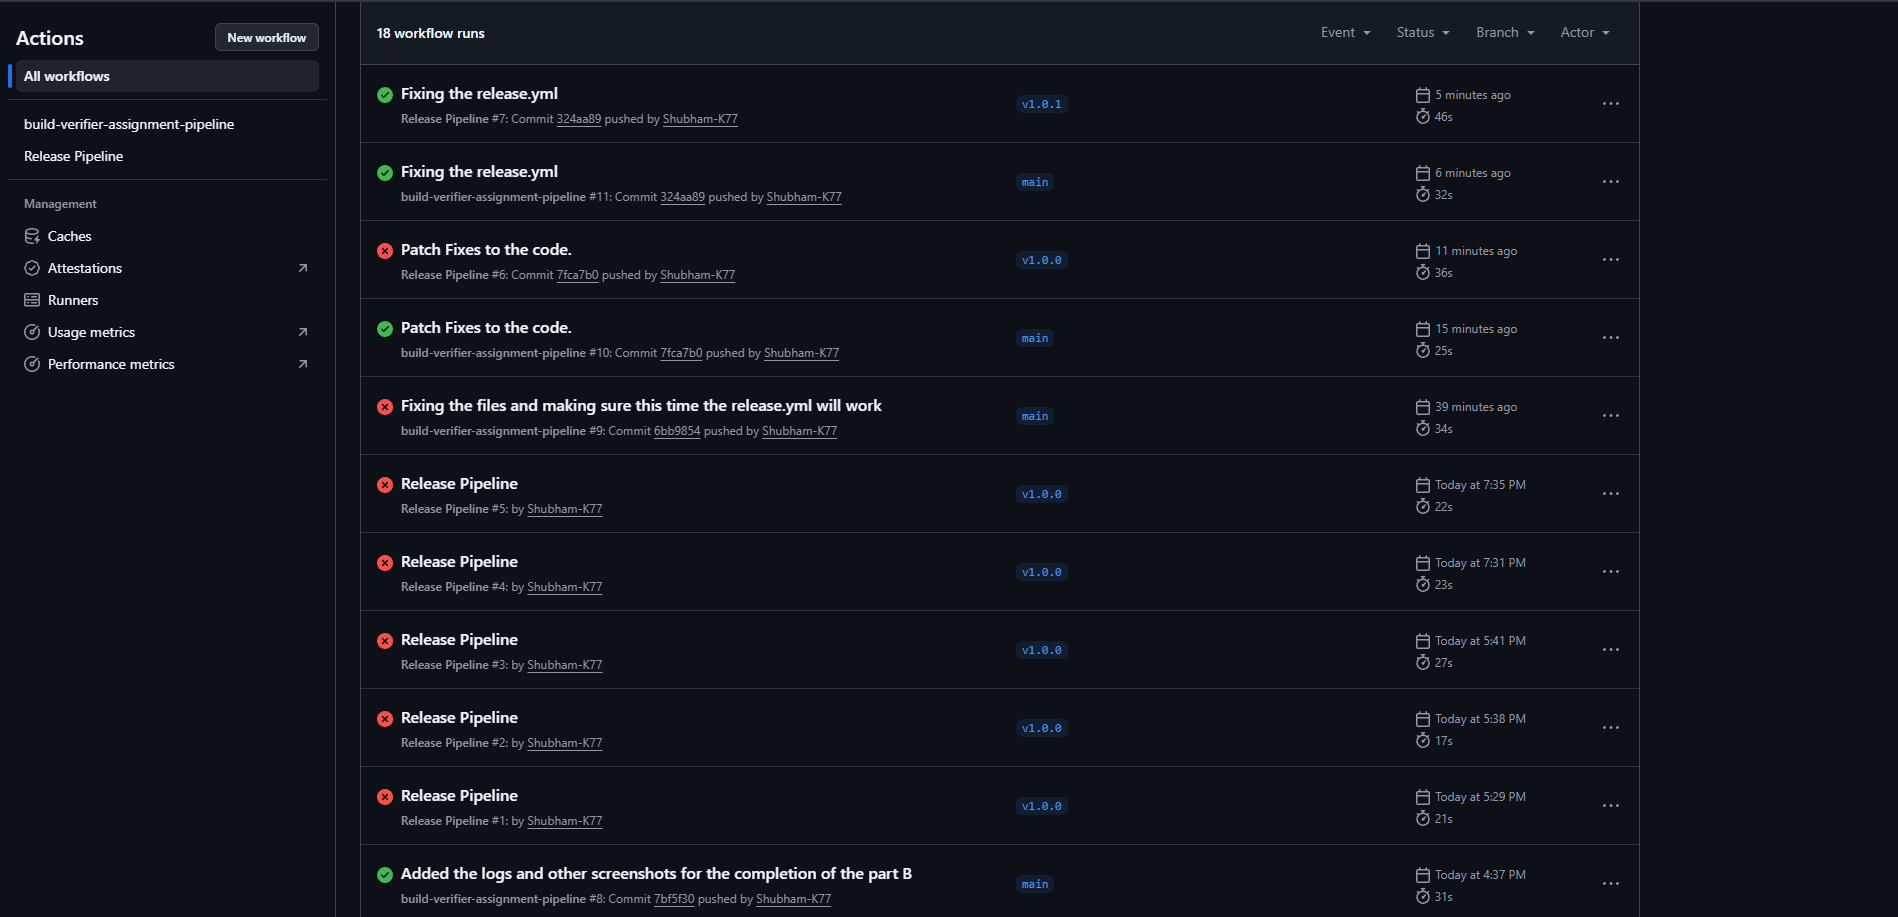 Actions
New workflow
All workflows
build-verifier-assignment-pipeline
Release Pipeline
Management
Caches
Attestations
Runners
Usage metrics
Performance metrics
18 workflow runs
Event Status Branch Actor
Fixing the release.yml
Release Pipeline #7: Commit 324aa89 pushed by Shubham-K77
v1.0.1
5 minutes ago
46s
Fixing the release.yml
build-verifier-assignment-pipeline #11: Commit 324aa89 pushed by Shubham-K77
main
6 minutes ago
32s
Patch Fixes to the code.
Release Pipeline #6: Commit 7fca7b0 pushed by Shubham-K77
v1.0.0
11 minutes ago
36s
Patch Fixes to the code.
build-verifier-assignment-pipeline #10: Commit 7fca7b0 pushed by Shubham-K77
main
15 minutes ago
25s
Fixing the files and making sure this time the release.yml will work
build-verifier-assignment-pipeline #9: Commit 6bb9854 pushed by Shubham-K77
main
39 minutes ago
34s
Release Pipeline
Release Pipeline #5: by Shubham-K77
v1.0.0
Today at 7:35 PM
22s
Release Pipeline
Release Pipeline #4: by Shubham-K77
v1.0.0
Today at 7:31 PM
23s
Release Pipeline
Release Pipeline #3: by Shubham-K77
v1.0.0
Today at 5:41 PM
27s
Release Pipeline
Release Pipeline #2: by Shubham-K77
v1.0.0
Today at 5:38 PM
17s
Release Pipeline
Release Pipeline #1: by Shubham-K77
v1.0.0
Today at 5:29 PM
21s
Added the logs and other screenshots for the completion of the part B
build-verifier-assignment-pipeline #8: Commit 7bf5f30 pushed by Shubham-K77
main
Today at 4:37 PM
31s